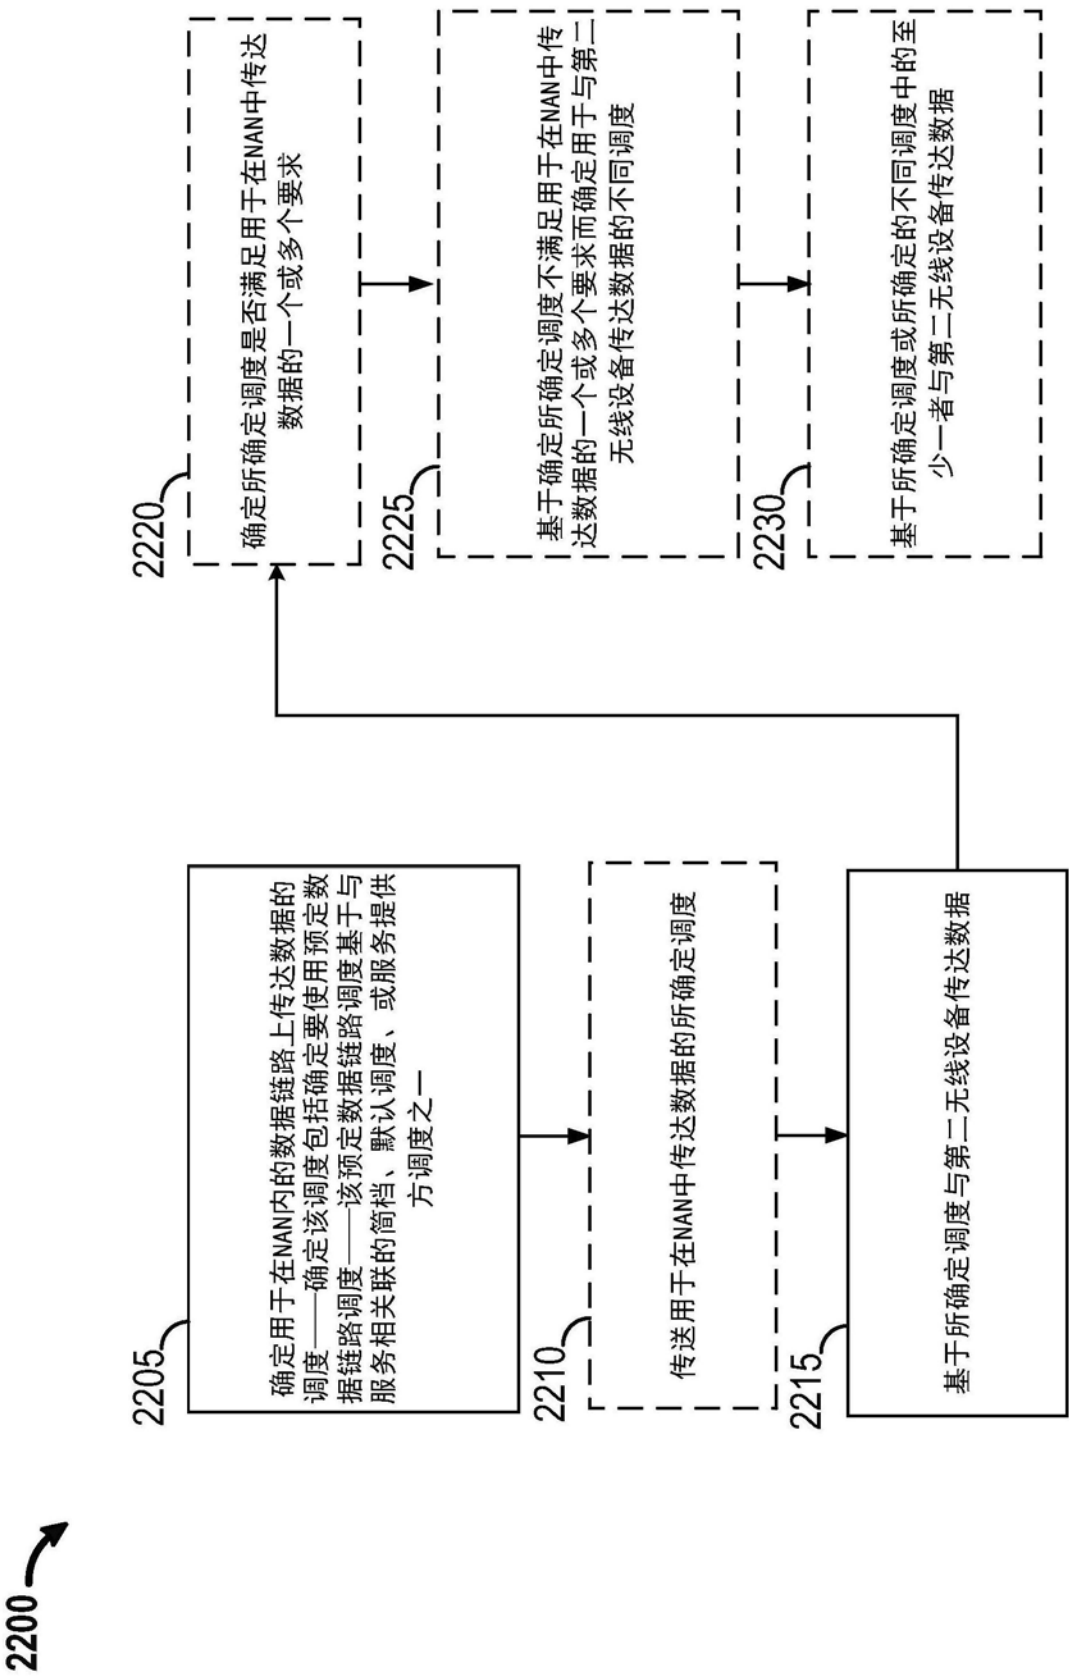 2200
2205
确定用于在NAN内的数据链路上传达数据的
调度——确定该调度包括确定要使用预定数
据链路调度——该预定数据链路调度基于与
服务相关联的简档、默认调度、或服务提供
方调度之一
2210
传送用于在NAN中传达数据的所确定调度
2215
基于所确定调度与第二无线设备传达数据
2220
确定所确定调度是否满足用于在NAN中传达
数据的一个或多个要求
2225
基于确定所确定调度不满足用于在NAN中传
达数据的一个或多个要求而确定用于与第二
无线设备传达数据的不同调度
2230
基于所确定调度或所确定的不同调度中的至
少一者与第二无线设备传达数据